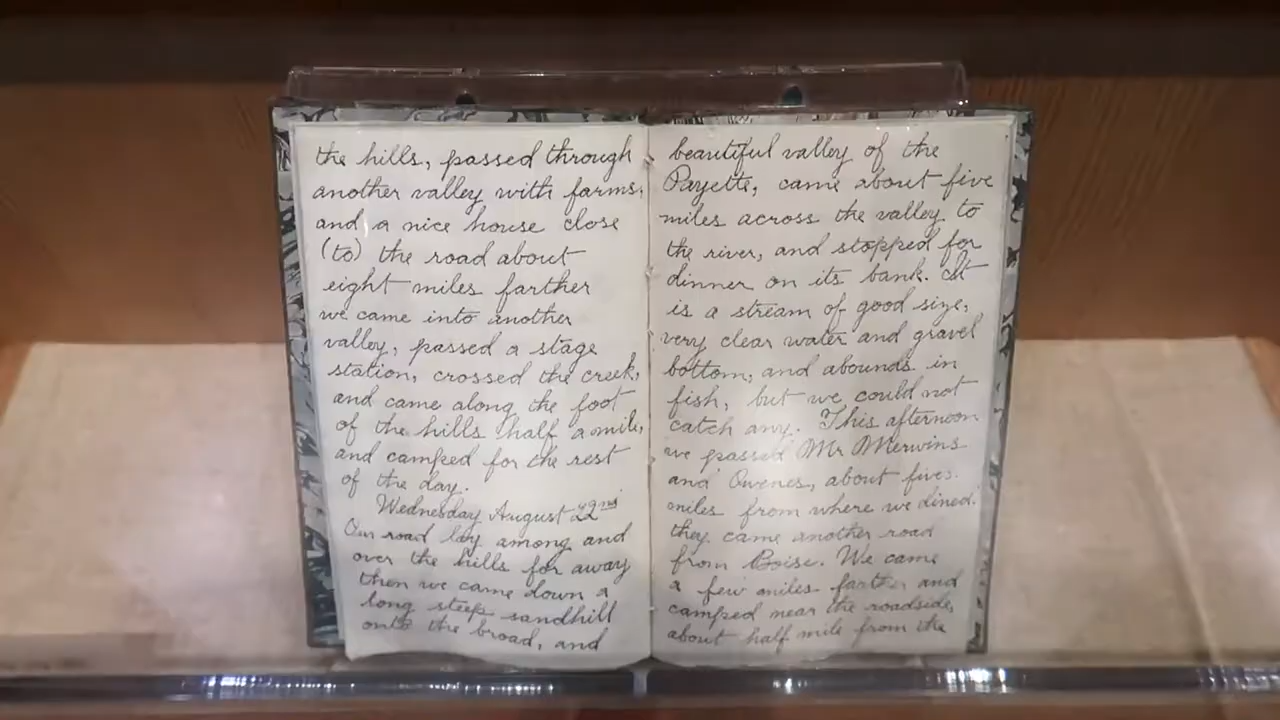 the hills, passed through
another valley with farms,
and a nice house close
(to) the road about
eight miles farther
we came into another
valley, passed a stage
station, crossed the creek,
and came along the foot
of the hills half a mile,
and camped for the rest
of the day.
Wednesday August 22nd
Our road lay among and
over the hills for away
then we came down a
long steep sandhill
onto the broad, and
beautiful valley of the
Payette, came about five
miles across the valley to
the river, and stopped for
dinner on its bank. It
is a stream of good size,
very clear water and gravel
bottom, and abounds in
fish, but we could not
catch any. This afternoon
we passed Mr Merwins
and Owenes, about fives.
miles from where we dined.
they came another road
from Boise. We came
a few miles farther and
camped near the roadside,
about half mile from the